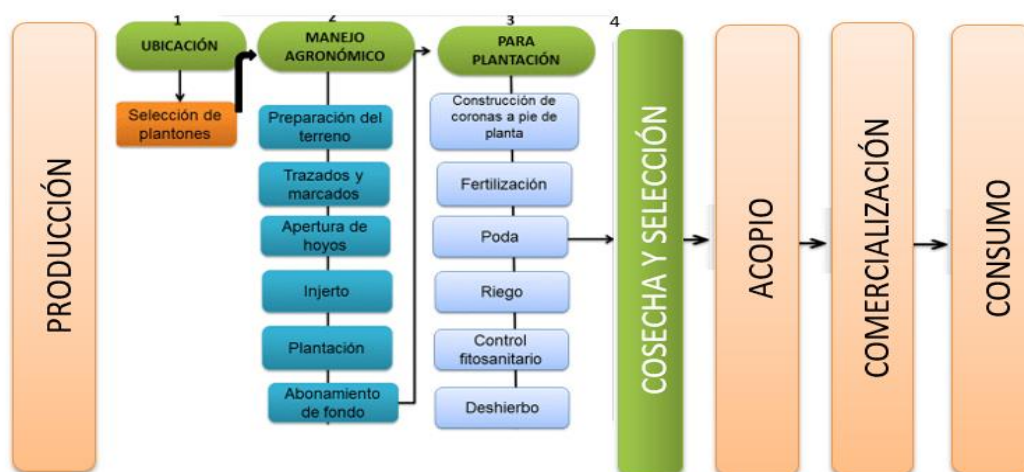 PRODUCCIÓN
1
UBICACIÓN
Selección de
plantones
2
MANEJO
AGRONÓMICO
Preparación del
terreno
Trazados y
marcados
Apertura de
hoyos
Injerto
Plantación
Abonamiento
de fondo
3
PARA
PLANTACIÓN
Construcción de
coronas a pie de
planta
Fertilización
Poda
Riego
Control
fitosanitario
Deshierbo
4
COSECHA Y SELECCIÓN
ACOPIO
COMERCIALIZACIÓN
CONSUMO